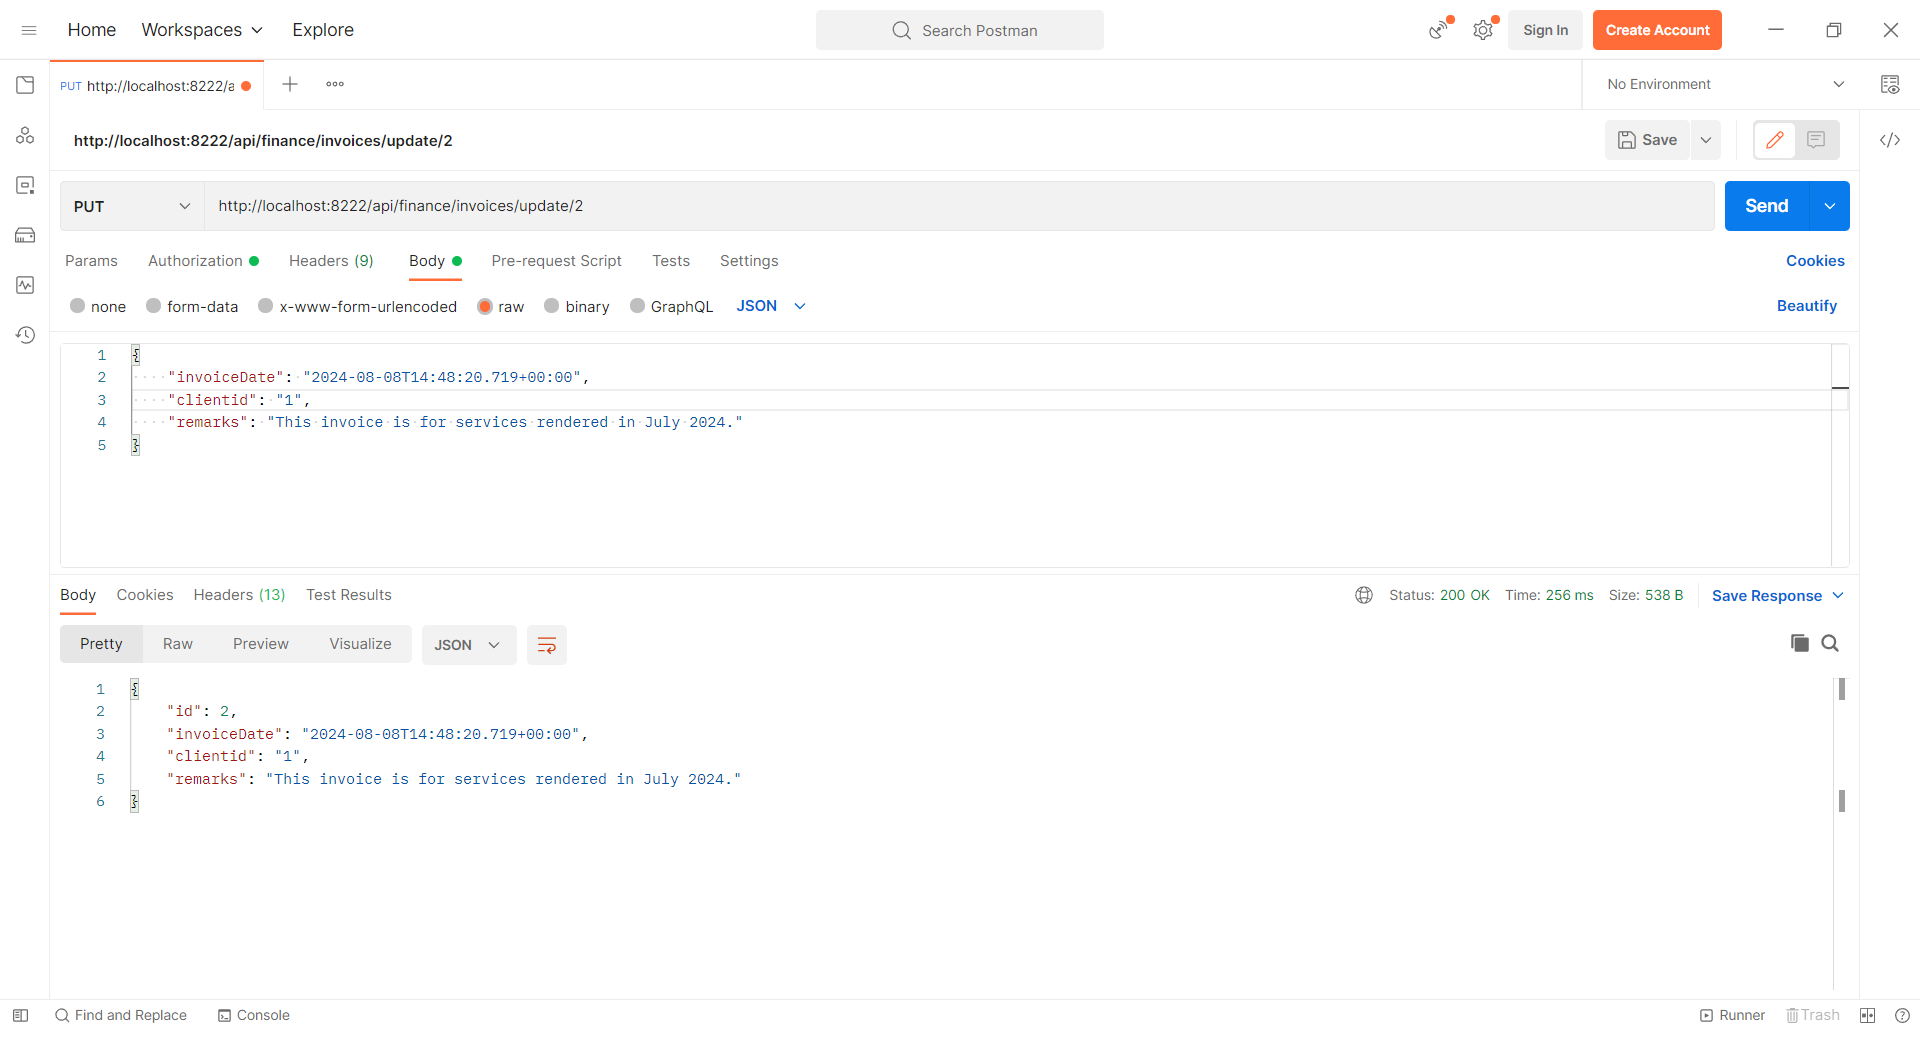 Home Workspaces Explore Search Postman Sign In Create Account
PUT http://localhost:8222/a No Environment
http://localhost:8222/api/finance/invoices/update/2 Save
PUT http://localhost:8222/api/finance/invoices/update/2 Send
Params Authorization Headers (9) Body Pre-request Script Tests Settings Cookies
none form-data x-www-form-urlencoded raw binary GraphQL JSON Beautify
1 {
2 "invoiceDate": "2024-08-08T14:48:20.719+00:00",
3 "clientid": "1",
4 "remarks": "This invoice is for services rendered in July 2024."
5 }
Body Cookies Headers (13) Test Results Status: 200 OK Time: 256 ms Size: 538 B Save Response
Pretty Raw Preview Visualize JSON
1 {
2 "id": 2,
3 "invoiceDate": "2024-08-08T14:48:20.719+00:00",
4 "clientid": "1",
5 "remarks": "This invoice is for services rendered in July 2024."
6 }
Find and Replace Console Runner Trash